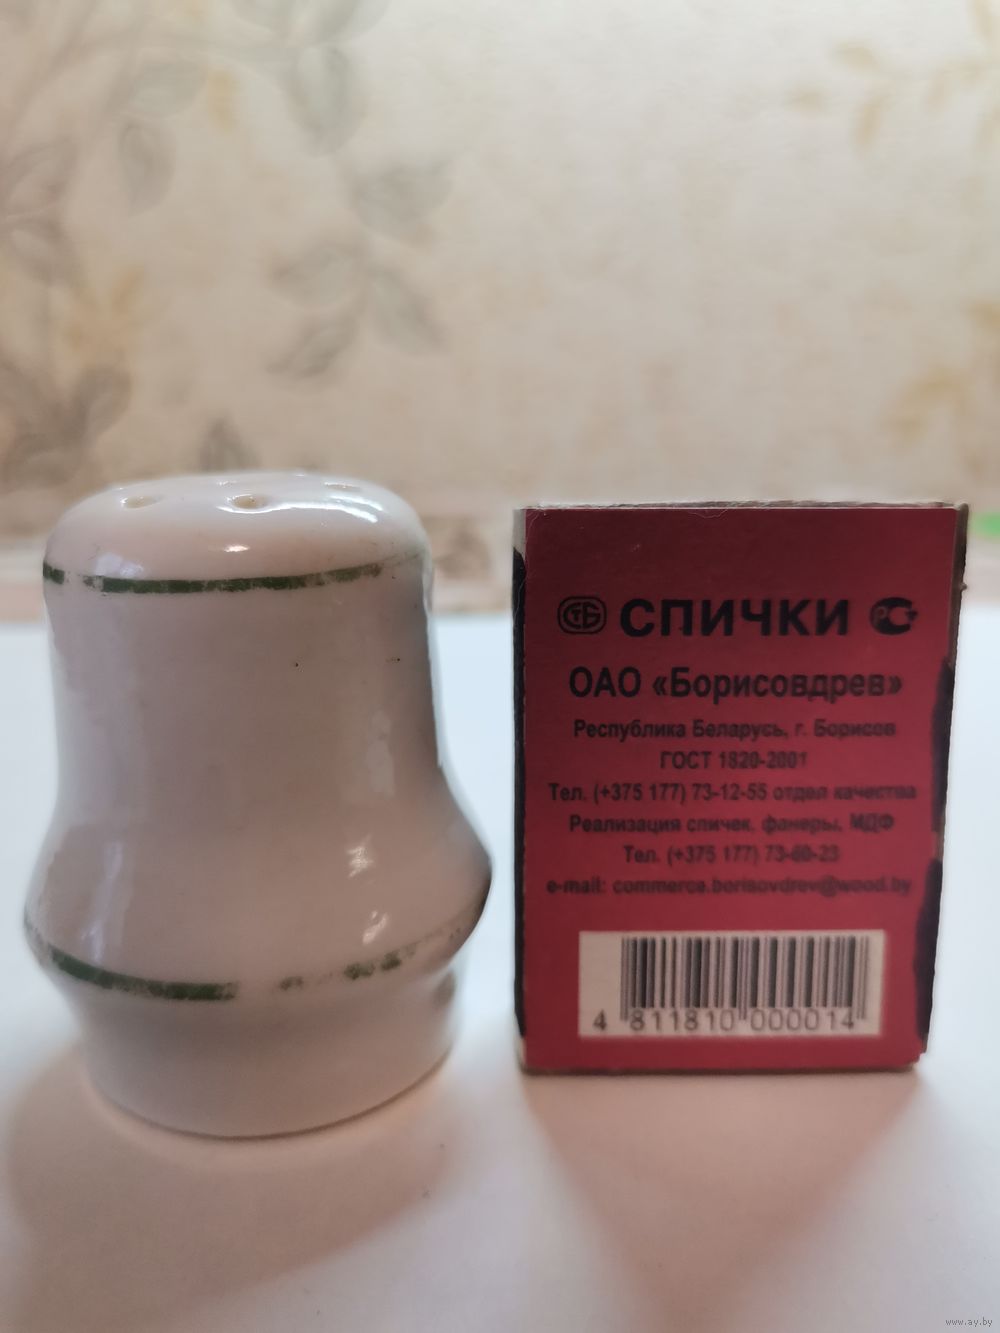 СТБ СПИЧКИ РСТ
ОАО «Борисовдрев»
Республика Беларусь, г. Борисов
ГОСТ 1820-2001
Тел. (+375 177) 73-12-55 отдел качества
Реализация спичек, фанеры, МДФ
Тел. (+375 177) 73-60-23
e-mail: commerce.borisovdrev@wood.by
4 811810 000014
www.ay.by